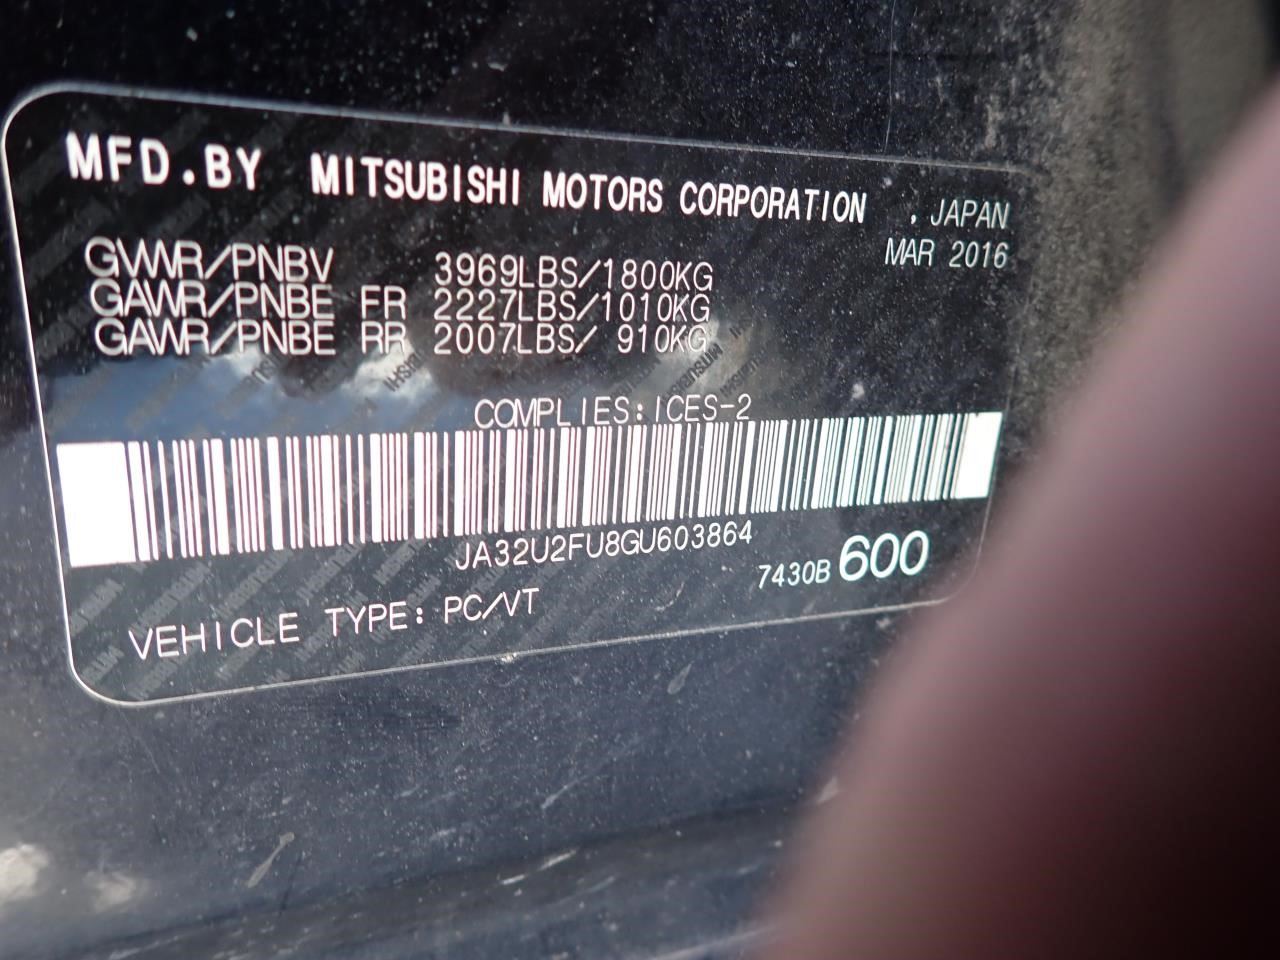 MFD.BY MITSUBISHI MOTORS CORPORATION , JAPAN
MAR 2016
GVWR/PNBV 3969LBS/1800KG
GAWR/PNBE FR 2227LBS/1010KG
GAWR/PNBE RR 2007LBS/ 910KG
COMPLIES:ICES-2
JA32U2FU8GU603864
7430B 600
VEHICLE TYPE: PC/VT